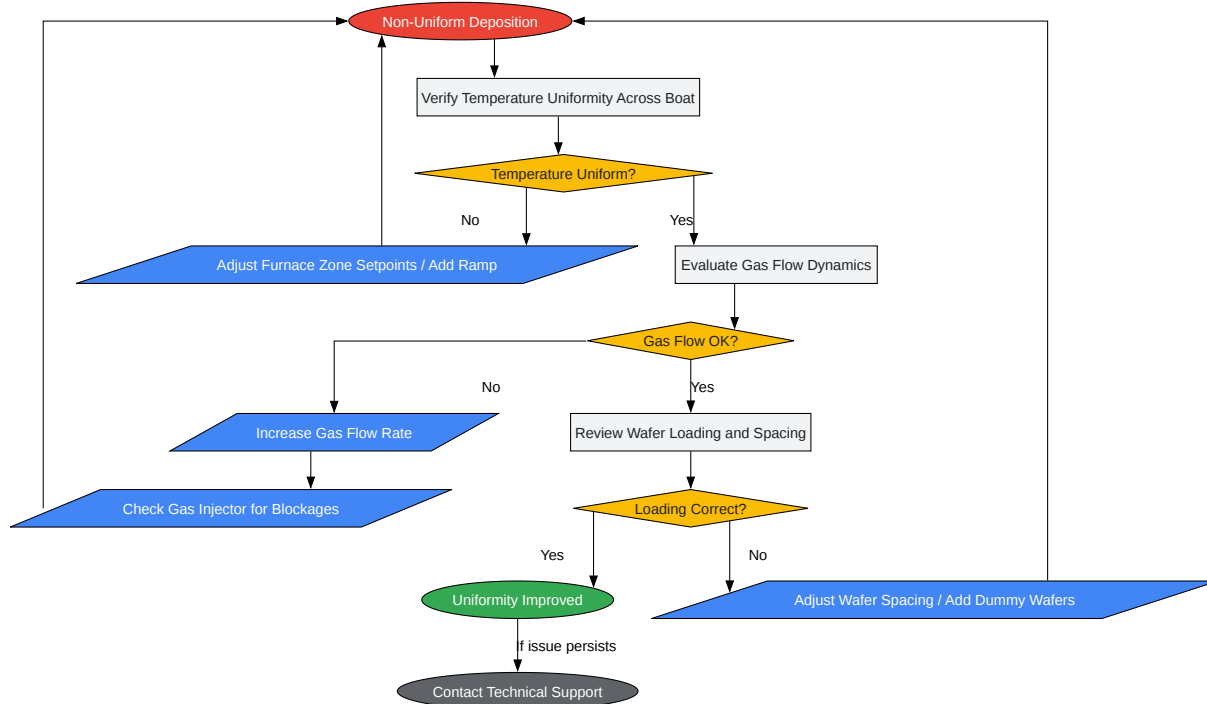 Non-Uniform Deposition
Verify Temperature Uniformity Across Boat
Temperature Uniform?
No
Yes
Adjust Furnace Zone Setpoints / Add Ramp
Evaluate Gas Flow Dynamics
Gas Flow OK?
No
Yes
Increase Gas Flow Rate
Review Wafer Loading and Spacing
Check Gas Injector for Blockages
Loading Correct?
Yes
No
Uniformity Improved
Adjust Wafer Spacing / Add Dummy Wafers
If issue persists
Contact Technical Support